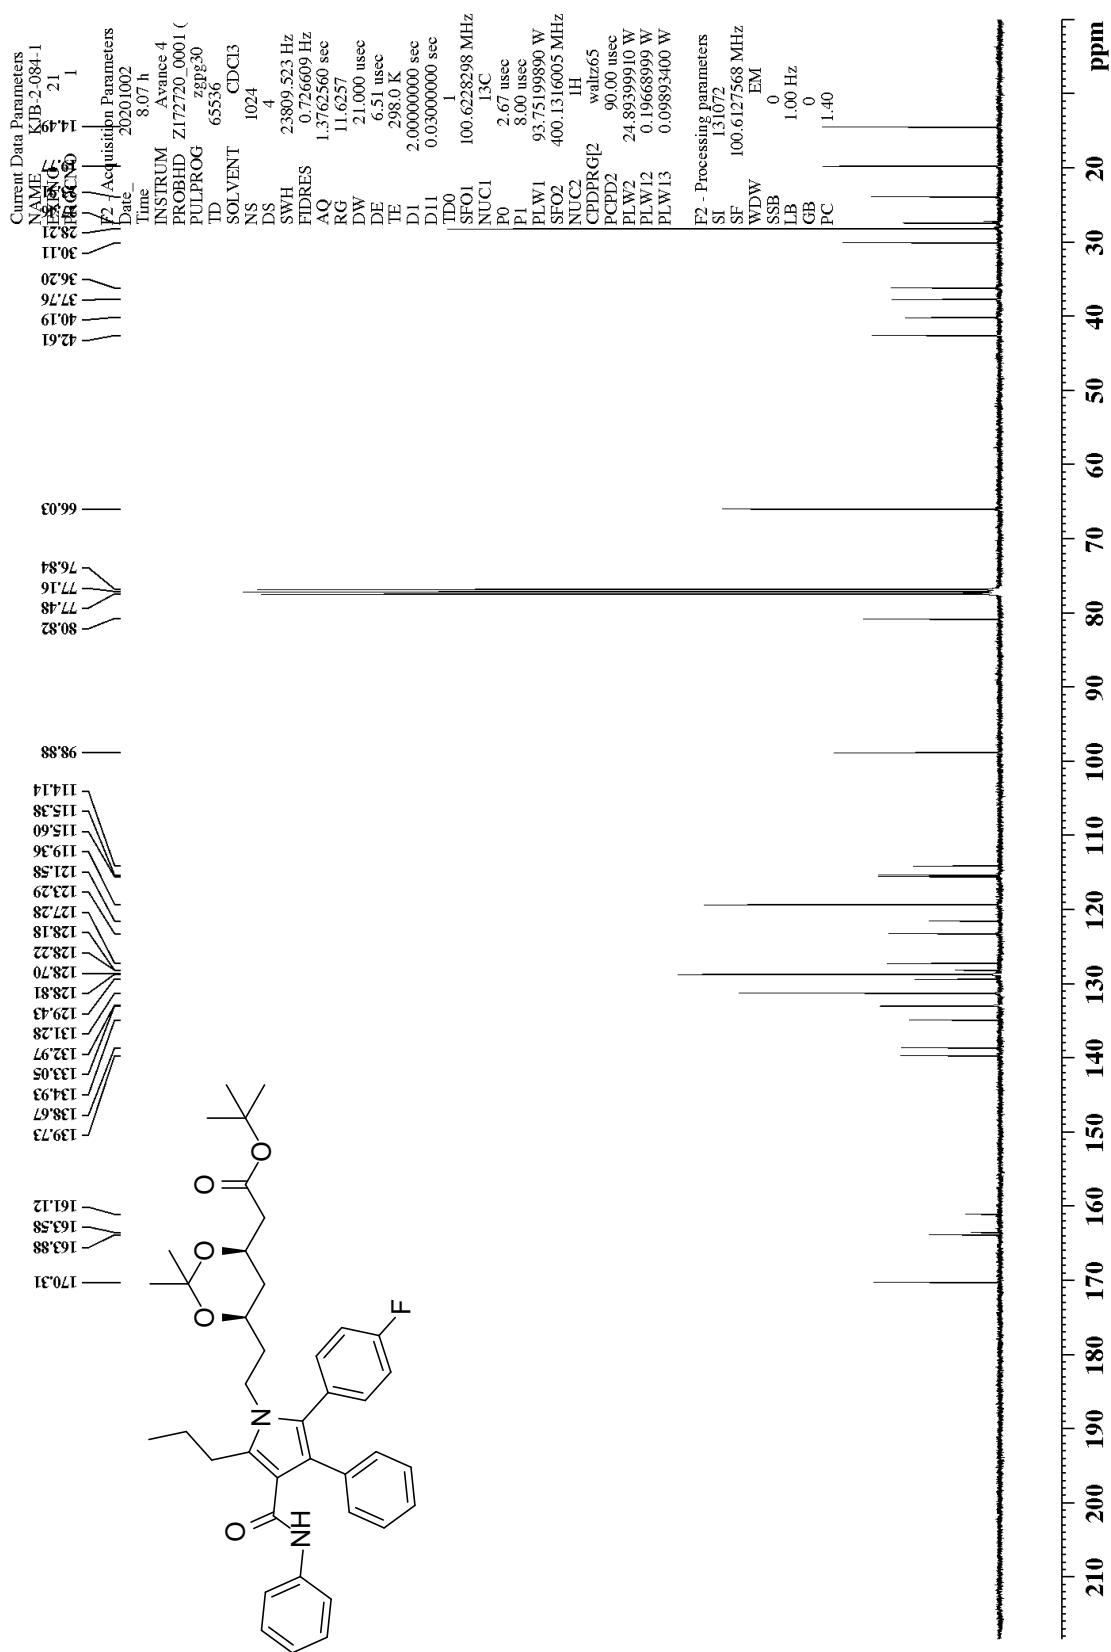 Current Data Parameters
NAME KJB-2-084-1
EXPNO 21
PROCNO 1
F2 - Acquisition Parameters
Date_ 20201002
Time 8.07 h
INSTRUM Avance 4
PROBHD Z172720_0001 (
PULPROG zgpg30
TD 65536
SOLVENT CDCl3
NS 1024
DS 4
SWH 23809.523 Hz
FIDRES 0.726609 Hz
AQ 1.3762560 sec
RG 11.6257
DW 21.000 usec
DE 6.51 usec
TE 298.0 K
D1 2.00000000 sec
D11 0.03000000 sec
TD0 1
SFO1 100.6228298 MHz
NUC1 13C
P0 2.67 usec
P1 8.00 usec
PLW1 93.75199890 W
SFO2 400.1316005 MHz
NUC2 1H
CPDPRG[2 waltz65
PCPD2 90.00 usec
PLW2 24.89399910 W
PLW12 0.19668999 W
PLW13 0.09893400 W
F2 - Processing parameters
SI 131072
SF 100.6127568 MHz
WDW EM
SSB 0
LB 1.00 Hz
GB 0
PC 1.40
170.31
163.88
163.58
161.12
139.73
138.67
134.93
133.05
132.97
131.28
129.43
128.81
128.70
128.22
128.18
127.28
123.29
121.58
119.36
115.60
115.38
114.14
98.88
80.82
77.48
77.16
76.84
66.03
42.61
40.19
37.76
36.20
30.11
28.21
27.36
19.77
14.49
O
NH
N
F
O
O
O
O
210
200
190
180
170
160
150
140
130
120
110
100
90
80
70
60
50
40
30
20
ppm